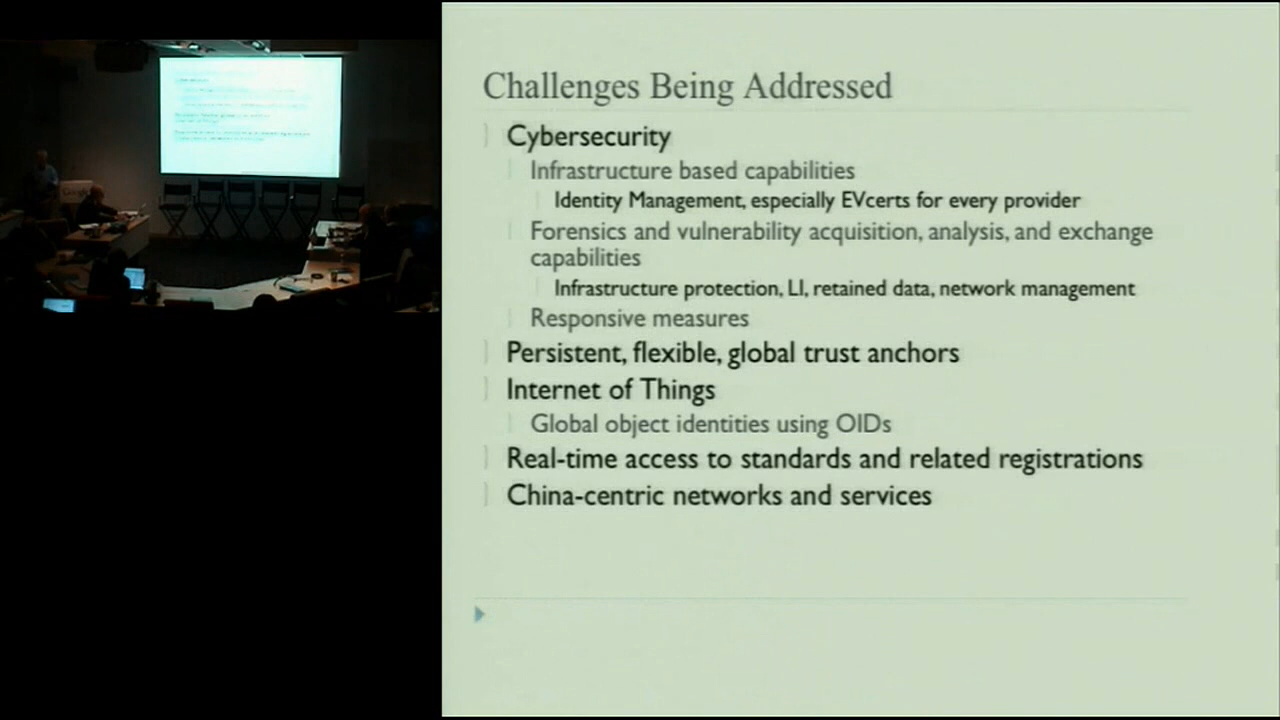 Challenges Being Addressed
Cybersecurity
Infrastructure based capabilities
Identity Management, especially EVcerts for every provider
Forensics and vulnerability acquisition, analysis, and exchange
capabilities
Infrastructure protection, LI, retained data, network management
Responsive measures
Persistent, flexible, global trust anchors
Internet of Things
Global object identities using OIDs
Real-time access to standards and related registrations
China-centric networks and services
Google